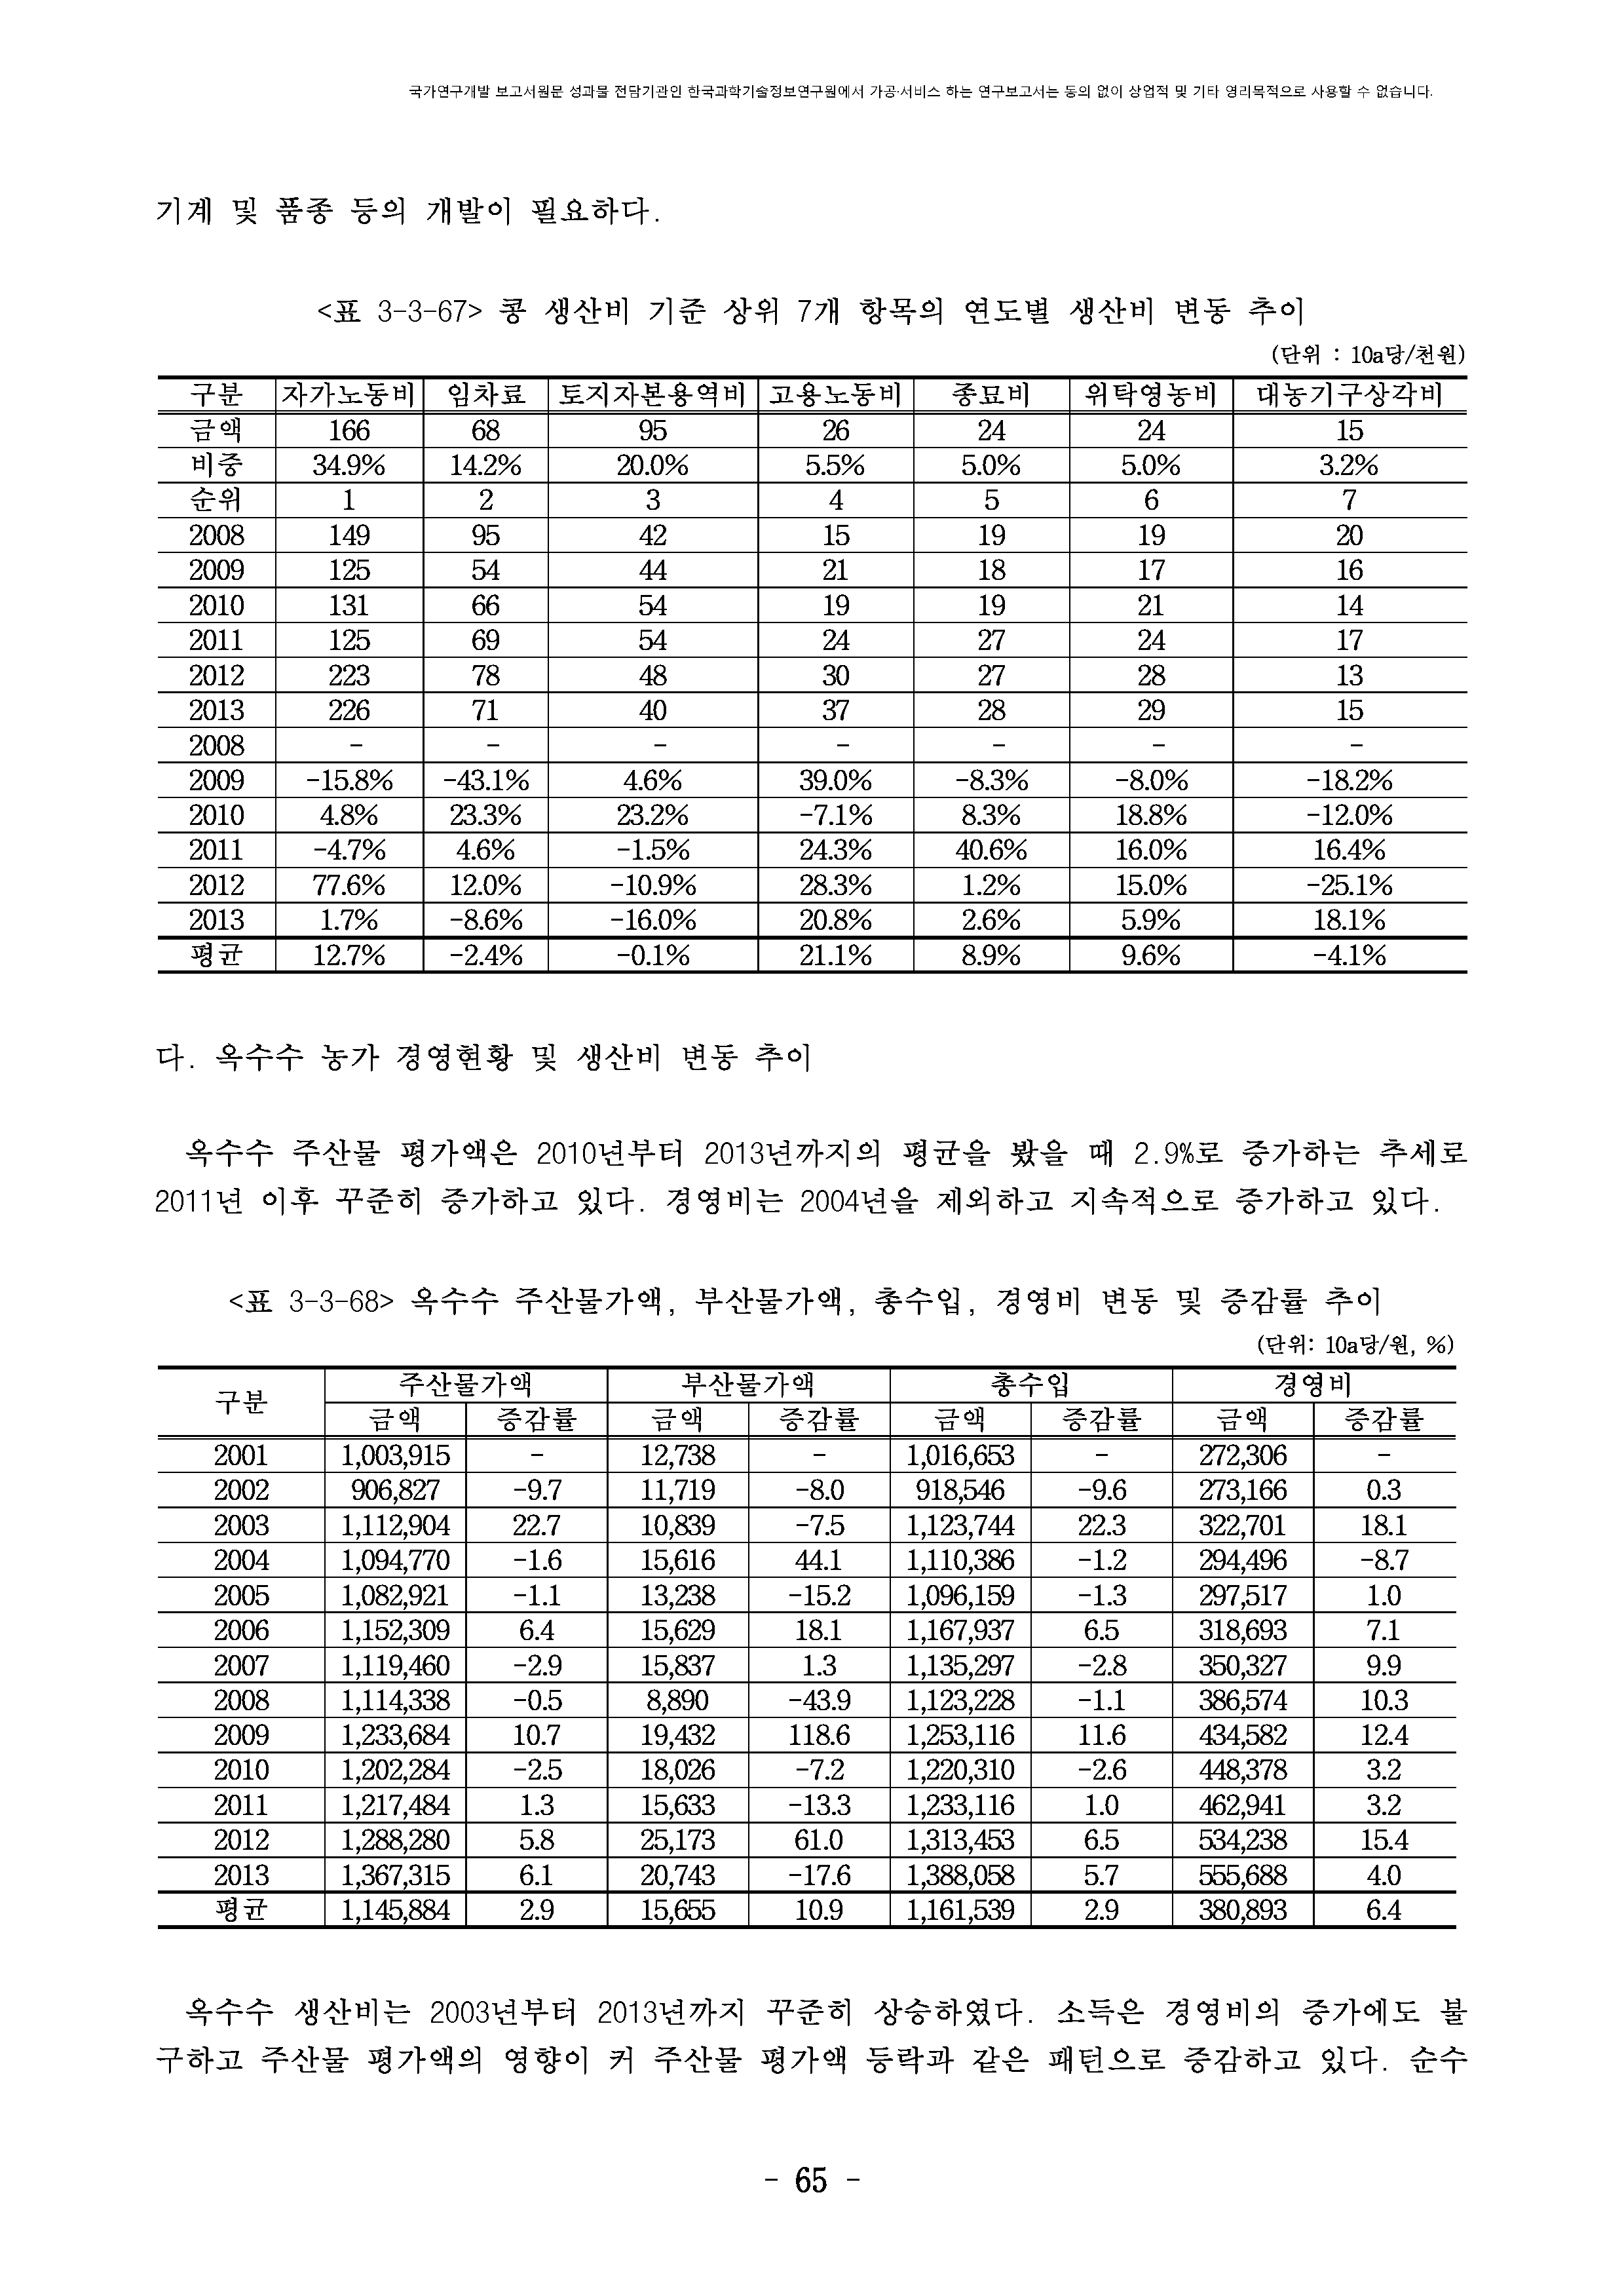 국가연구개발 보고서원문 성과물 전담기관인 한국과학기술정보연구원에서 가공·서비스 하는 연구보고서는 동의 없이 상업적 및 기타 영리목적으로 사용할 수 없습니다.
기계 및 품종 등의 개발이 필요하다.
<표 3-3-67> 콩 생산비 기준 상위 7개 항목의 연도별 생산비 변동 추이
(단위 : 10a당/천원)
구분 자가노동비 임차료 토지자본용역비 고용노동비 종묘비 위탁영농비 대농기구상각비
금액 166 68 95 26 24 24 15
비중 34.9% 14.2% 20.0% 5.5% 5.0% 5.0% 3.2%
순위 1 2 3 4 5 6 7
2008 149 95 42 15 19 19 20
2009 125 54 44 21 18 17 16
2010 131 66 54 19 19 21 14
2011 125 69 54 24 27 24 17
2012 223 78 48 30 27 28 13
2013 226 71 40 37 28 29 15
2008 - - - - - - -
2009 -15.8% -43.1% 4.6% 39.0% -8.3% -8.0% -18.2%
2010 4.8% 23.3% 23.2% -7.1% 8.3% 18.8% -12.0%
2011 -4.7% 4.6% -1.5% 24.3% 40.6% 16.0% 16.4%
2012 77.6% 12.0% -10.9% 28.3% 1.2% 15.0% -25.1%
2013 1.7% -8.6% -16.0% 20.8% 2.6% 5.9% 18.1%
평균 12.7% -2.4% -0.1% 21.1% 8.9% 9.6% -4.1%
다. 옥수수 농가 경영현황 및 생산비 변동 추이
옥수수 주산물 평가액은 2010년부터 2013년까지의 평균을 봤을 때 2.9%로 증가하는 추세로
2011년 이후 꾸준히 증가하고 있다. 경영비는 2004년을 제외하고 지속적으로 증가하고 있다.
<표 3-3-68> 옥수수 주산물가액, 부산물가액, 총수입, 경영비 변동 및 증감률 추이
(단위: 10a당/원, %)
구분 주산물가액 부산물가액 총수입 경영비
금액 증감률 금액 증감률 금액 증감률 금액 증감률
2001 1,003,915 - 12,738 - 1,016,653 - 272,306 -
2002 906,827 -9.7 11,719 -8.0 918,546 -9.6 273,166 0.3
2003 1,112,904 22.7 10,839 -7.5 1,123,744 22.3 322,701 18.1
2004 1,094,770 -1.6 15,616 44.1 1,110,386 -1.2 294,496 -8.7
2005 1,082,921 -1.1 13,238 -15.2 1,096,159 -1.3 297,517 1.0
2006 1,152,309 6.4 15,629 18.1 1,167,937 6.5 318,693 7.1
2007 1,119,460 -2.9 15,837 1.3 1,135,297 -2.8 350,327 9.9
2008 1,114,338 -0.5 8,890 -43.9 1,123,228 -1.1 386,574 10.3
2009 1,233,684 10.7 19,432 118.6 1,253,116 11.6 434,582 12.4
2010 1,202,284 -2.5 18,026 -7.2 1,220,310 -2.6 448,378 3.2
2011 1,217,484 1.3 15,633 -13.3 1,233,116 1.0 462,941 3.2
2012 1,288,280 5.8 25,173 61.0 1,313,453 6.5 534,238 15.4
2013 1,367,315 6.1 20,743 -17.6 1,388,058 5.7 555,688 4.0
평균 1,145,884 2.9 15,655 10.9 1,161,539 2.9 380,893 6.4
옥수수 생산비는 2003년부터 2013년까지 꾸준히 상승하였다. 소득은 경영비의 증가에도 불
구하고 주산물 평가액의 영향이 커 주산물 평가액 등락과 같은 패턴으로 증감하고 있다. 순수
- 65 -